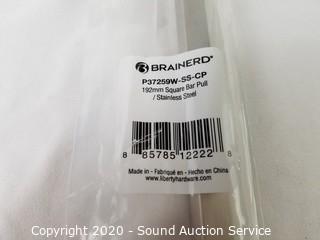 BRAINERD®
P37259W-SS-CP
192mm Square Bar Pull
/ Stainless Steel
8 85785 12222 8
Made in - Fabriqué en - Hecho en China
www.libertyhardware.com
Copyright © 2020 - Sound Auction Service